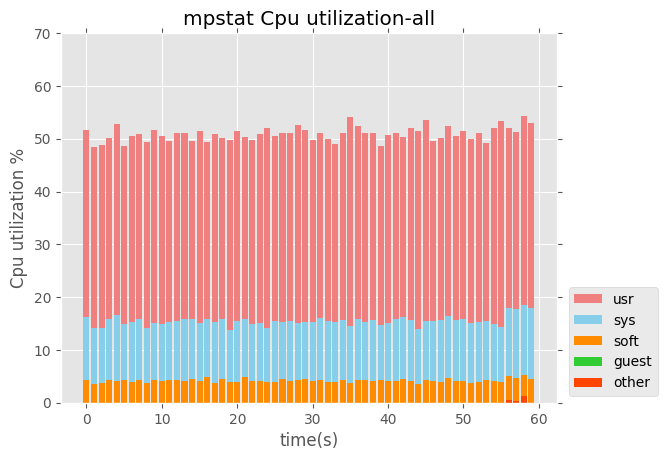 mpstat Cpu utilization-all
70
60
50
40
30
20
10
0
Cpu utilization %
0 10 20 30 40 50 60
time(s)
usr
sys
soft
guest
other